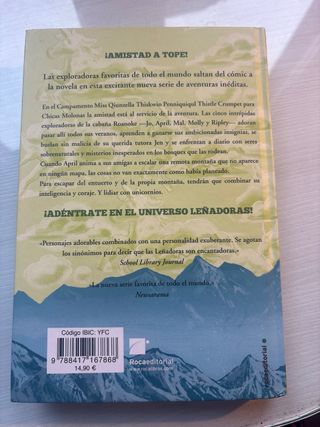 ¡AMISTAD A TOPE!
Las exploradoras favoritas de todo el mundo saltan del cómic a
la novela en esta excitante nueva serie de aventuras inéditas.
En el Campamento Miss Qiunzella Thiskwin Penniquiqul Thistle Crumpet para
Chicas Molonas la amistad está al servicio de la aventura. Las cinco intrépidas
exploradoras de la cabaña Roanoke —Jo, April, Mal, Molly y Ripley— adoran
pasar allí todos sus veranos, aprenden a ganarse sus ambicionadas insignias, se
burlan sin malicia de su querida tutora Jen y se enfrentan a diario con seres
sobrenaturales y misterios inesperados en los bosques que las rodean.
Cuando April anima a sus amigas a escalar una remota montaña que no aparece
en ningún mapa, las cosas no van exactamente como había planteado.
Para escapar del entuerto y de la propia montaña, tendrán que combinar su
inteligencia y coraje. Y lidiar con unicornios.
¡ADÉNTRATE EN EL UNIVERSO LEÑADORAS!
«Personajes adorables combinados con una personalidad exuberante. Se agotan
los sinónimos para decir que las Leñadoras son encantadoras.»
School Library Journal
«La nueva serie favorita de todo el mundo.»
Newsarama
Código IBIC: YFC
9 788417 167868
14,90 €
Rocaeditorial
www.rocalibros.com